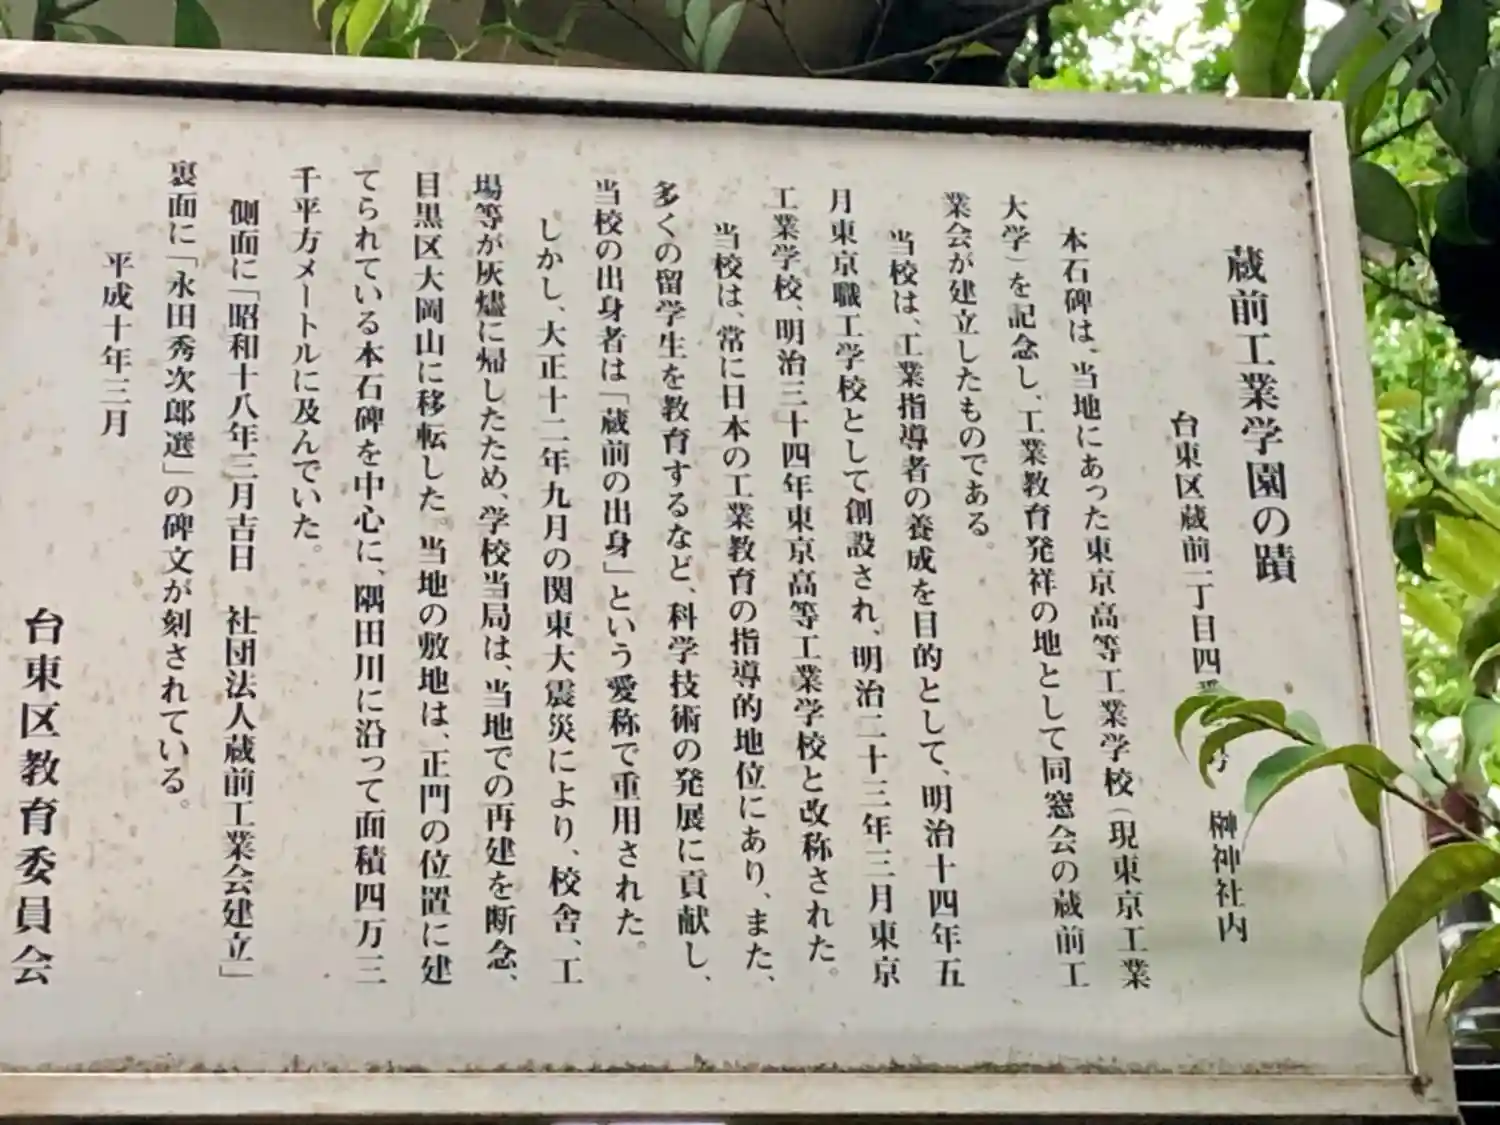 蔵前工業学園の蹟
台東区蔵前一丁目四番 号 榊神社内
本石碑は、当地にあった東京高等工業学校(現東京工業
大学)を記念し、工業教育発祥の地として同窓会の蔵前工
業会が建立したものである。
当校は、工業指導者の養成を目的として、明治十四年五
月東京職工学校として創設され、明治二十三年三月東京
工業学校、明治三十四年東京高等工業学校と改称された。
当校は、常に日本の工業教育の指導的地位にあり、また、
多くの留学生を教育するなど、科学技術の発展に貢献し、
当校の出身者は「蔵前の出身」という愛称で重用された。
しかし、大正十二年九月の関東大震災により、校舎、工
場等が灰燼に帰したため、学校当局は、当地での再建を断念、
目黒区大岡山に移転した。当地の敷地は、正門の位置に建
てられている本石碑を中心に、隅田川に沿って面積四万三
千平方メートルに及んでいた。
側面に「昭和十八年三月吉日 社団法人蔵前工業会建立」
裏面に「永田秀次郎選」の碑文が刻されている。
平成十年三月
台東区教育委員会